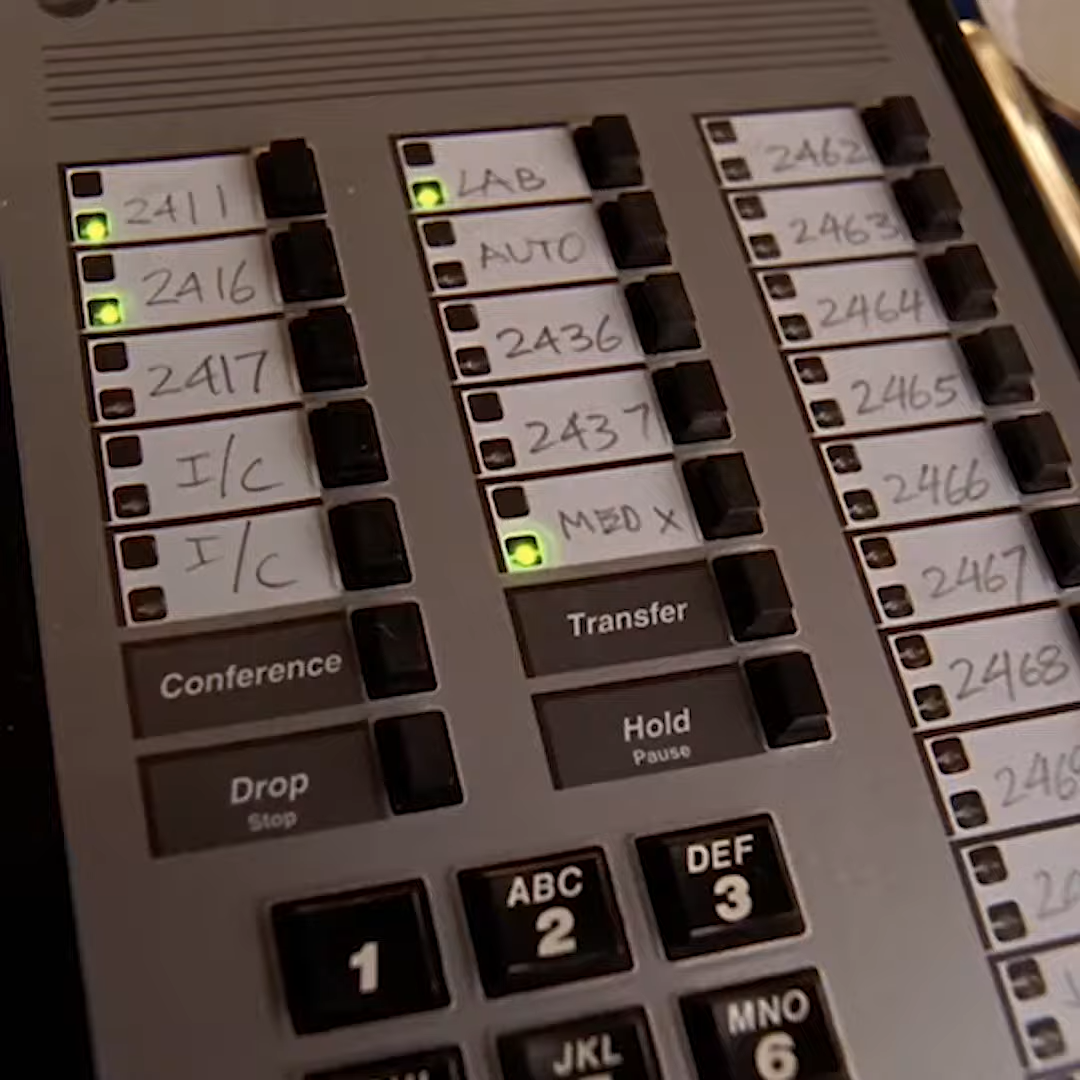 2411
2416
2417
I/C
I/C
Conference
Drop
Stop
LAB
AUTO
2436
2437
MED X
Transfer
Hold
Pause
2462
2463
2464
2465
2466
2467
2468
246
1
ABC
2
DEF
3
JKL
MNO
6